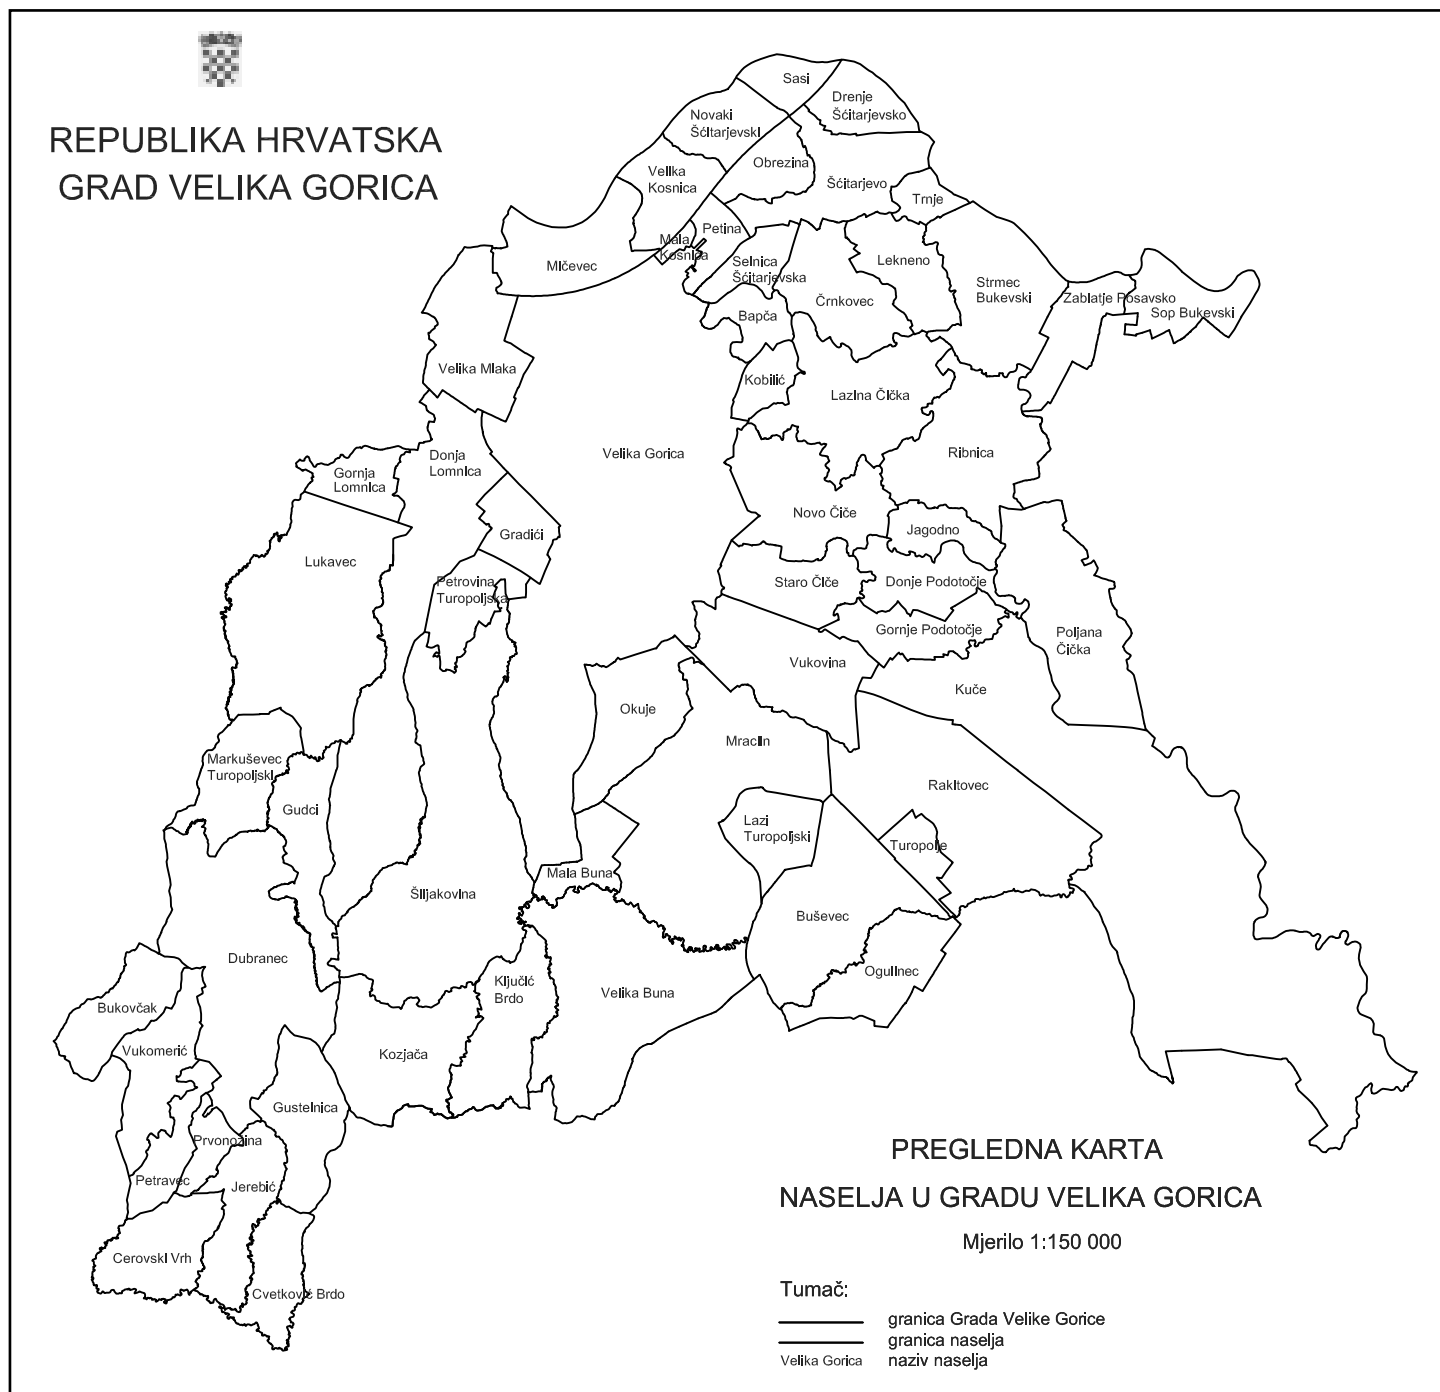 REPUBLIKA HRVATSKA
GRAD VELIKA GORICA
Sasi
Drenje
Šćitarjevsko
Novaki
Šćitarjevski
Obrezina
Velika
Kosnica
Šćitarjevo
Trnje
Petina
Mala
Kosnica
Mičevec
Selnica
Šćitarjevska
Lekneno
Strmec
Bukevski
Črnkovec
Zablatje Posavsko
Sop Bukevski
Bapča
Velika Mlaka
Kobilić
Lazina Čička
Donja
Lomnica
Velika Gorica
Ribnica
Gornja
Lomnica
Novo Čiče
Jagodno
Gradići
Lukavec
Petrovina
Turopoljska
Staro Čiče
Donje Podotočje
Gornje Podotočje
Poljana
Čička
Vukovina
Kuče
Okuje
Mraclin
Markuševec
Turopoljski
Rakitovec
Gudci
Lazi
Turopoljski
Turopolje
Mala Buna
Šiljakovina
Buševec
Dubranec
Ogulinec
Ključić
Brdo
Velika Buna
Bukovčak
Vukomerić
Kozjača
Gustelnica
Prvonozina
Petravec
Jerebić
Cerovski Vrh
Cvetković Brdo
PREGLEDNA KARTA
NASELJA U GRADU VELIKA GORICA
Mjerilo 1:150 000
Tumač:
granica Grada Velike Gorice
granica naselja
Velika Gorica naziv naselja